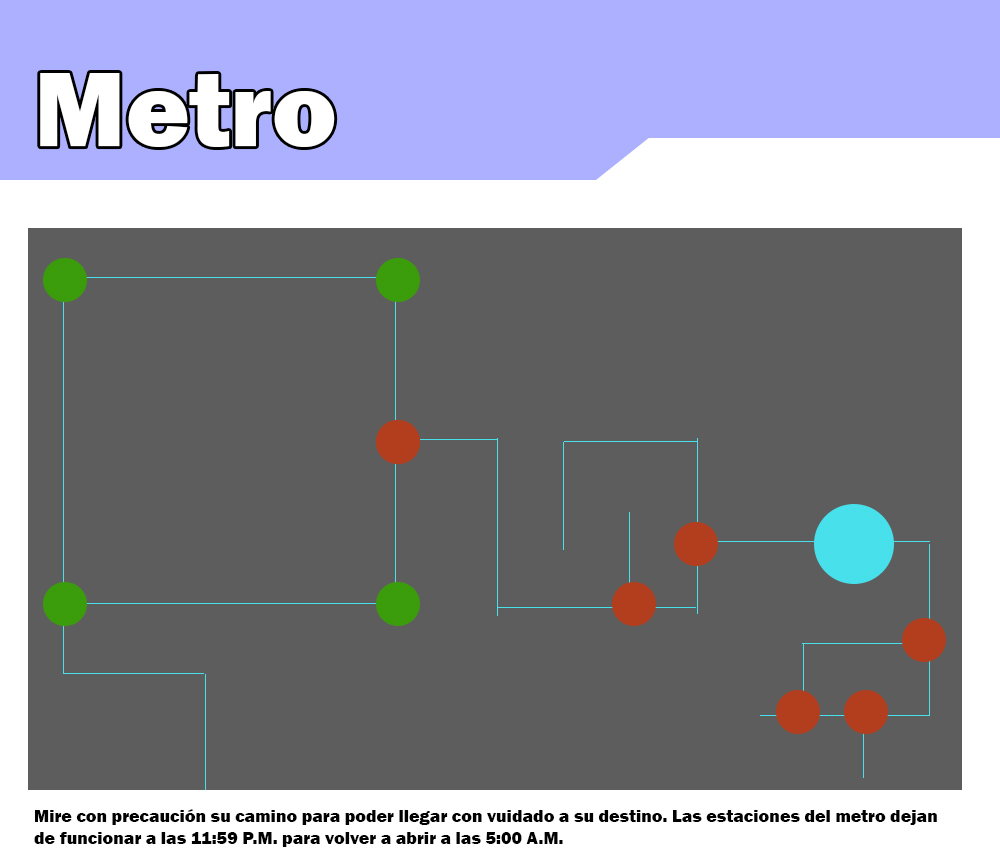 Metro
Mire con precaución su camino para poder llegar con vuidado a su destino. Las estaciones del metro dejan
de funcionar a las 11:59 P.M. para volver a abrir a las 5:00 A.M.